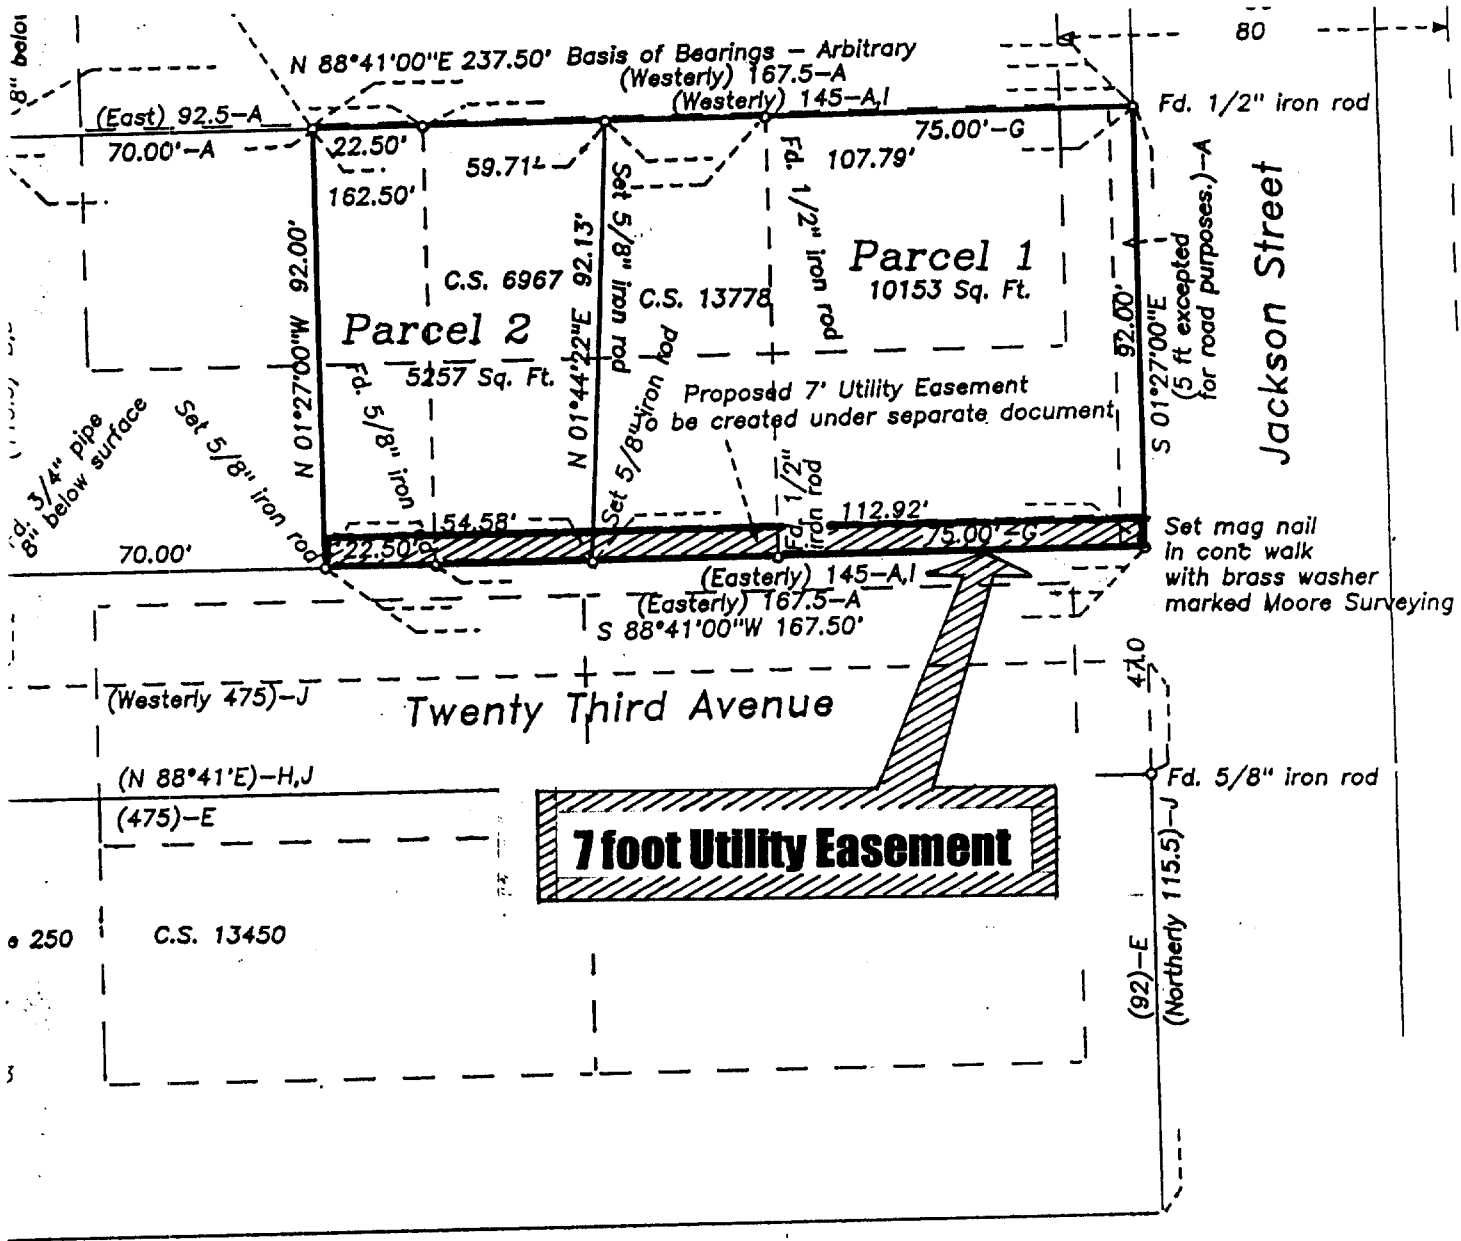 8" below
N 88°41'00"E 237.50' Basis of Bearings – Arbitrary
(Westerly) 167.5–A
(Westerly) 145–A,I
80
(East) 92.5–A
70.00'–A
22.50'
162.50'
59.71'
75.00'–G
107.79'
Fd. 1/2" iron rod
Fd. 1/2" iron rod
Set 5/8" iron rod
(5 ft excepted
for road purposes.)–A
Jackson Street
N 01°27'00"W 92.00'
C.S. 6967
N 01°44'22"E 92.13'
C.S. 13778
Parcel 1
10153 Sq. Ft.
92.00'
S 01°27'00"E
Parcel 2
5257 Sq. Ft.
Fd. 5/8" iron
Set 5/8" iron rod
Proposed 7' Utility Easement
o be created under separate document
d. 3/4" pipe
8" below surface
Set 5/8" iron rod
70.00'
22.50'
54.58'
Fd. 1/2"
iron rod
112.92'
75.00'–G
Set mag nail
in conc walk
with brass washer
marked Moore Surveying
(Easterly) 145–A,I
(Easterly) 167.5–A
S 88°41'00"W 167.50'
47.0
(Westerly 475)–J
Twenty Third Avenue
(N 88°41'E)–H,J
(475)–E
Fd. 5/8" iron rod
7 foot Utility Easement
e 250
C.S. 13450
(92)–E
(Northerly 115.5)–J